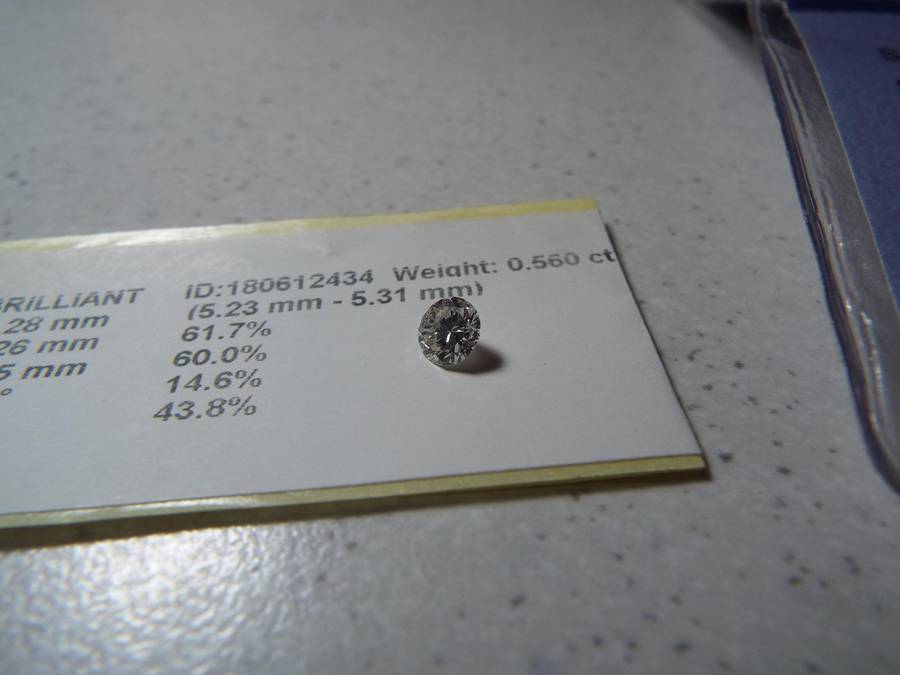 BRILLIANT ID:180612434 Weight: 0.560 ct
.28 mm (5.23 mm - 5.31 mm)
26 mm 61.7%
5 mm 60.0%
° 14.6%
43.8%